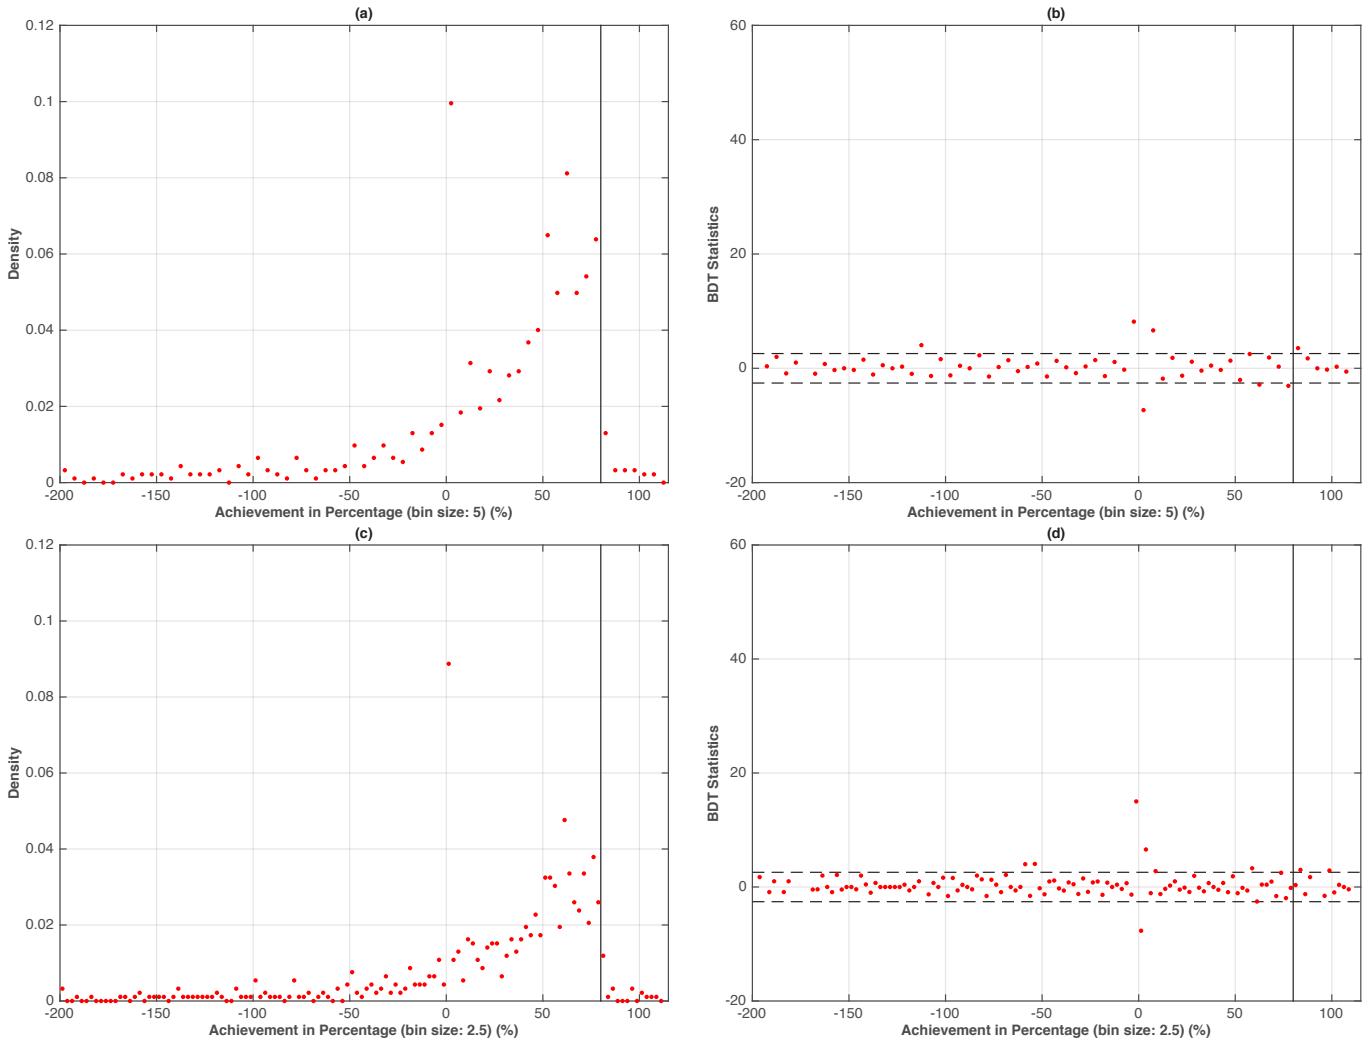 (a)
0.12
0.1
0.08
0.06
0.04
0.02
0
Density
-200 -150 -100 -50 0 50 100
Achievement in Percentage (bin size: 5) (%)
(b)
60
40
20
0
-20
BDT Statistics
-200 -150 -100 -50 0 50 100
Achievement in Percentage (bin size: 5) (%)
(c)
0.12
0.1
0.08
0.06
0.04
0.02
0
Density
-200 -150 -100 -50 0 50 100
Achievement in Percentage (bin size: 2.5) (%)
(d)
60
40
20
0
-20
BDT Statistics
-200 -150 -100 -50 0 50 100
Achievement in Percentage (bin size: 2.5) (%)